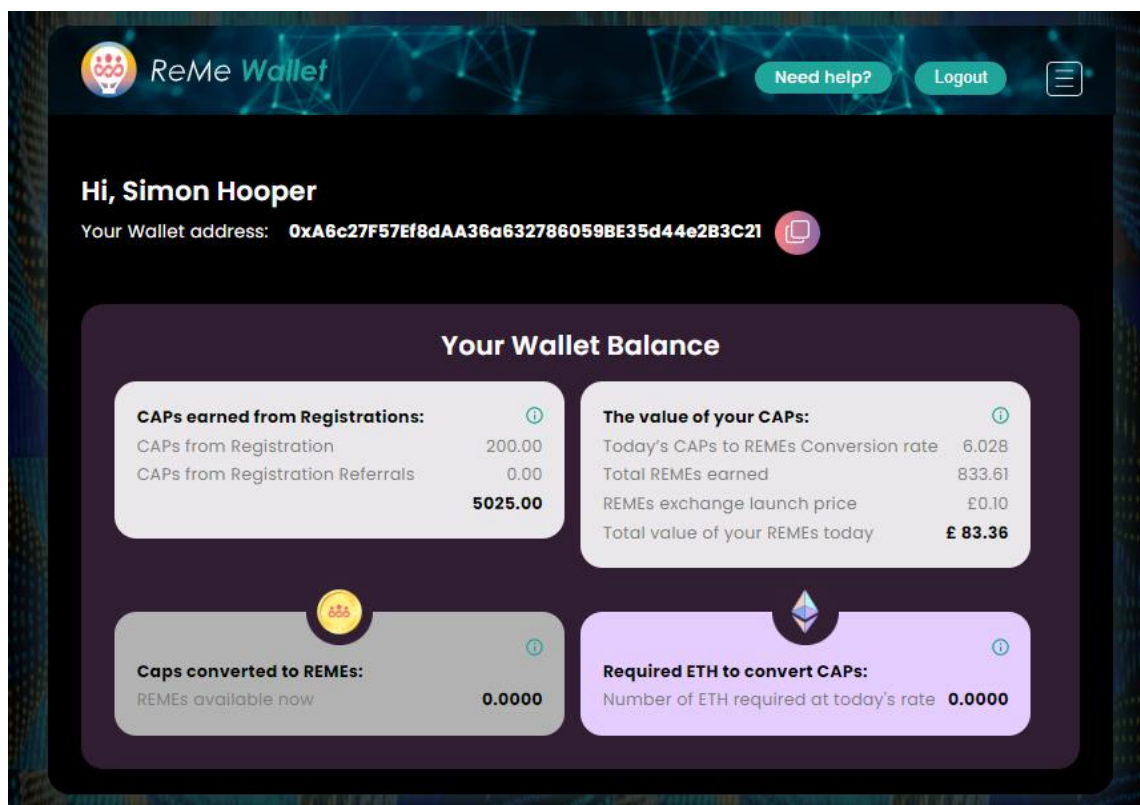 ReMe Wallet
Need help?
Logout
Hi, Simon Hooper
Your Wallet address: 0xA6c27F57Ef8dAA36a632786059BE35d44e2B3C21
Your Wallet Balance
CAPs earned from Registrations:
CAPs from Registration 200.00
CAPs from Registration Referrals 0.00
5025.00
The value of your CAPs:
Today's CAPs to REMEs Conversion rate 6.028
Total REMEs earned 833.61
REMEs exchange launch price £0.10
Total value of your REMEs today £ 83.36
Caps converted to REMEs:
REMEs available now 0.0000
Required ETH to convert CAPs:
Number of ETH required at today's rate 0.0000